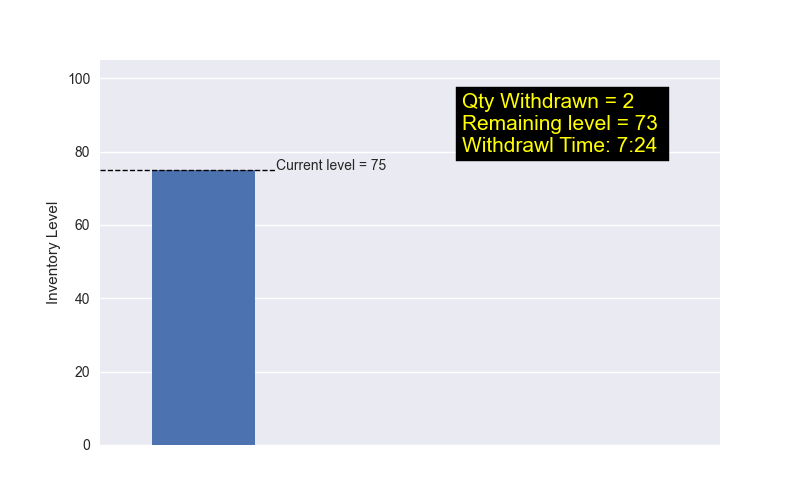 100
80
60
40
20
0
Inventory Level
Current level = 75
Qty Withdrawn = 2
Remaining level = 73
Withdrawl Time: 7:24